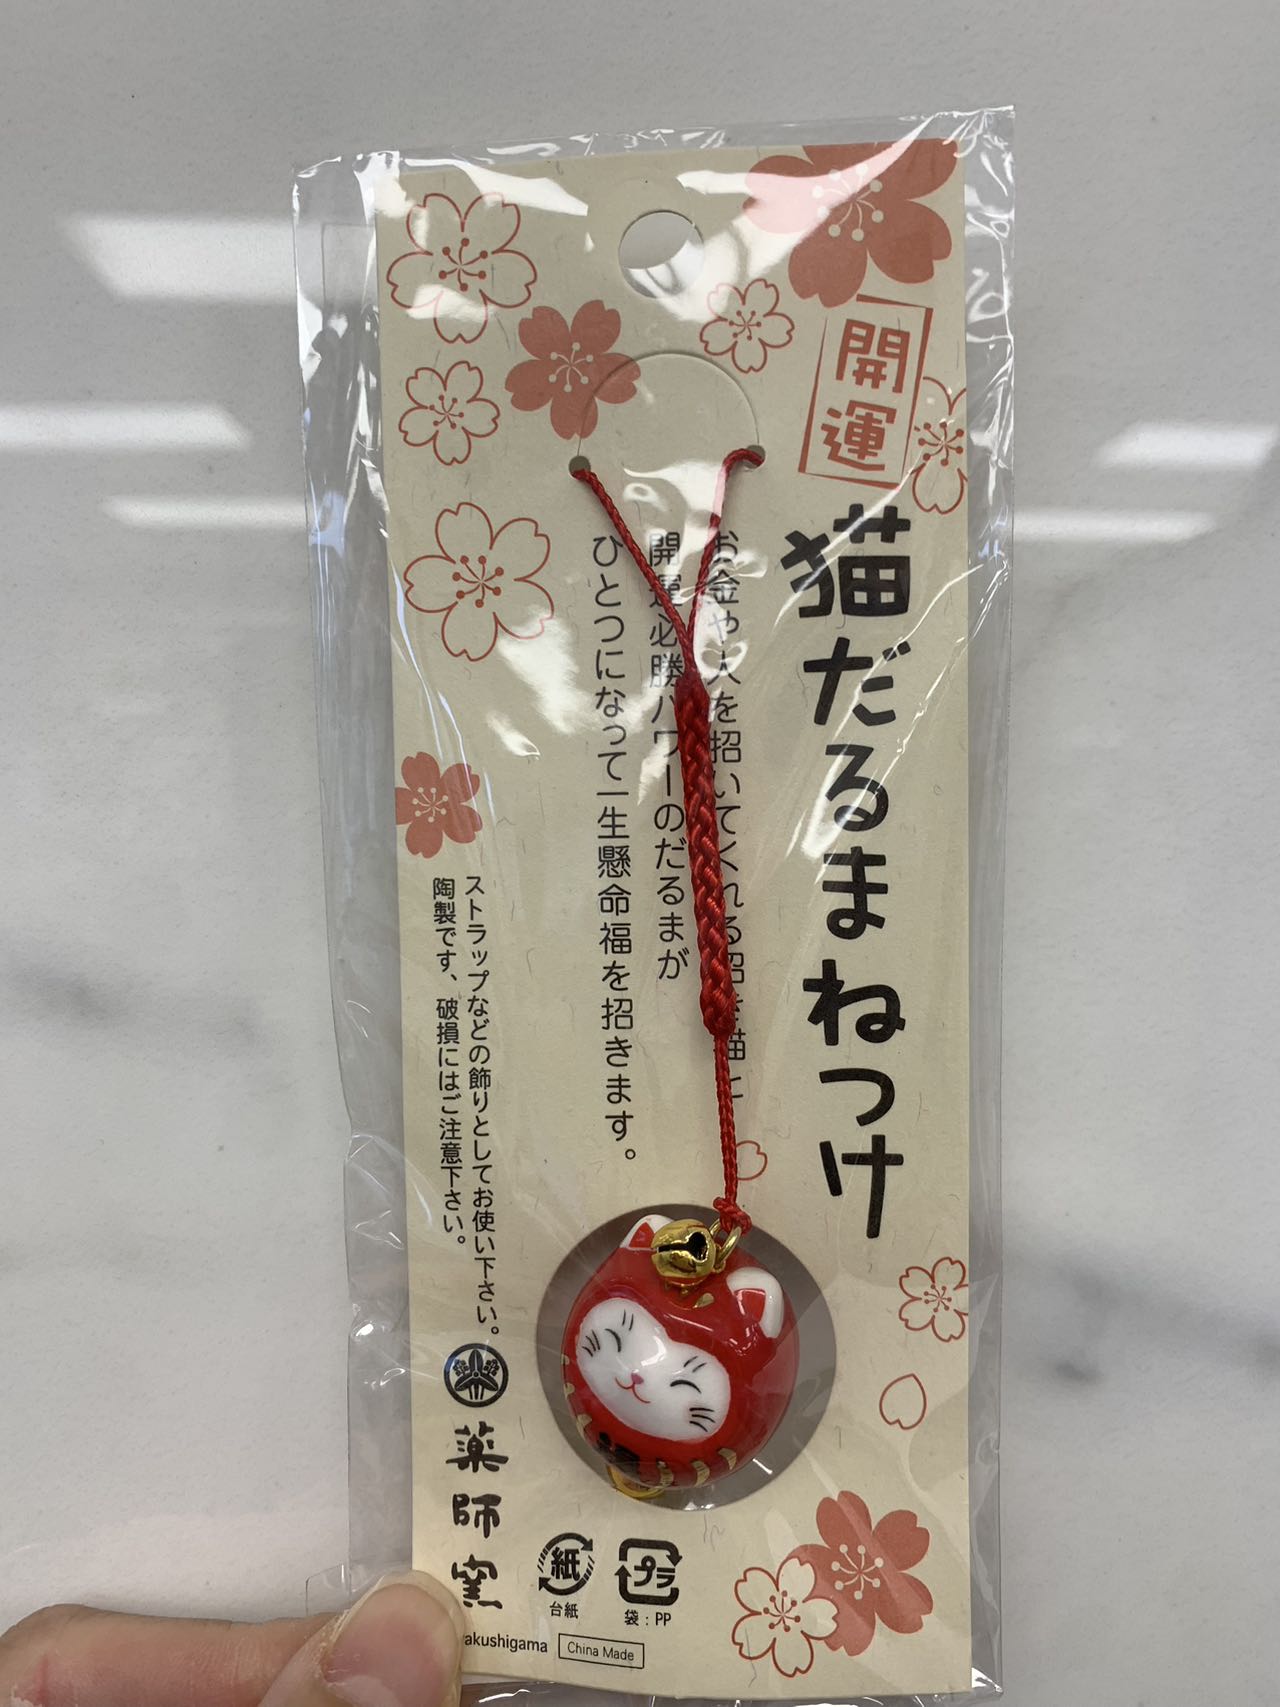 開運
猫だるまねつけ
お金や人を招いてくれる招き猫と
開運必勝パワーのだるまが
ひとつになって一生懸命福を招きます。
ストラップなどの飾りとしてお使い下さい。
陶製です、破損にはご注意下さい。
薬師窯
紙
プラ
台紙
袋：PP
yakushigama
China Made